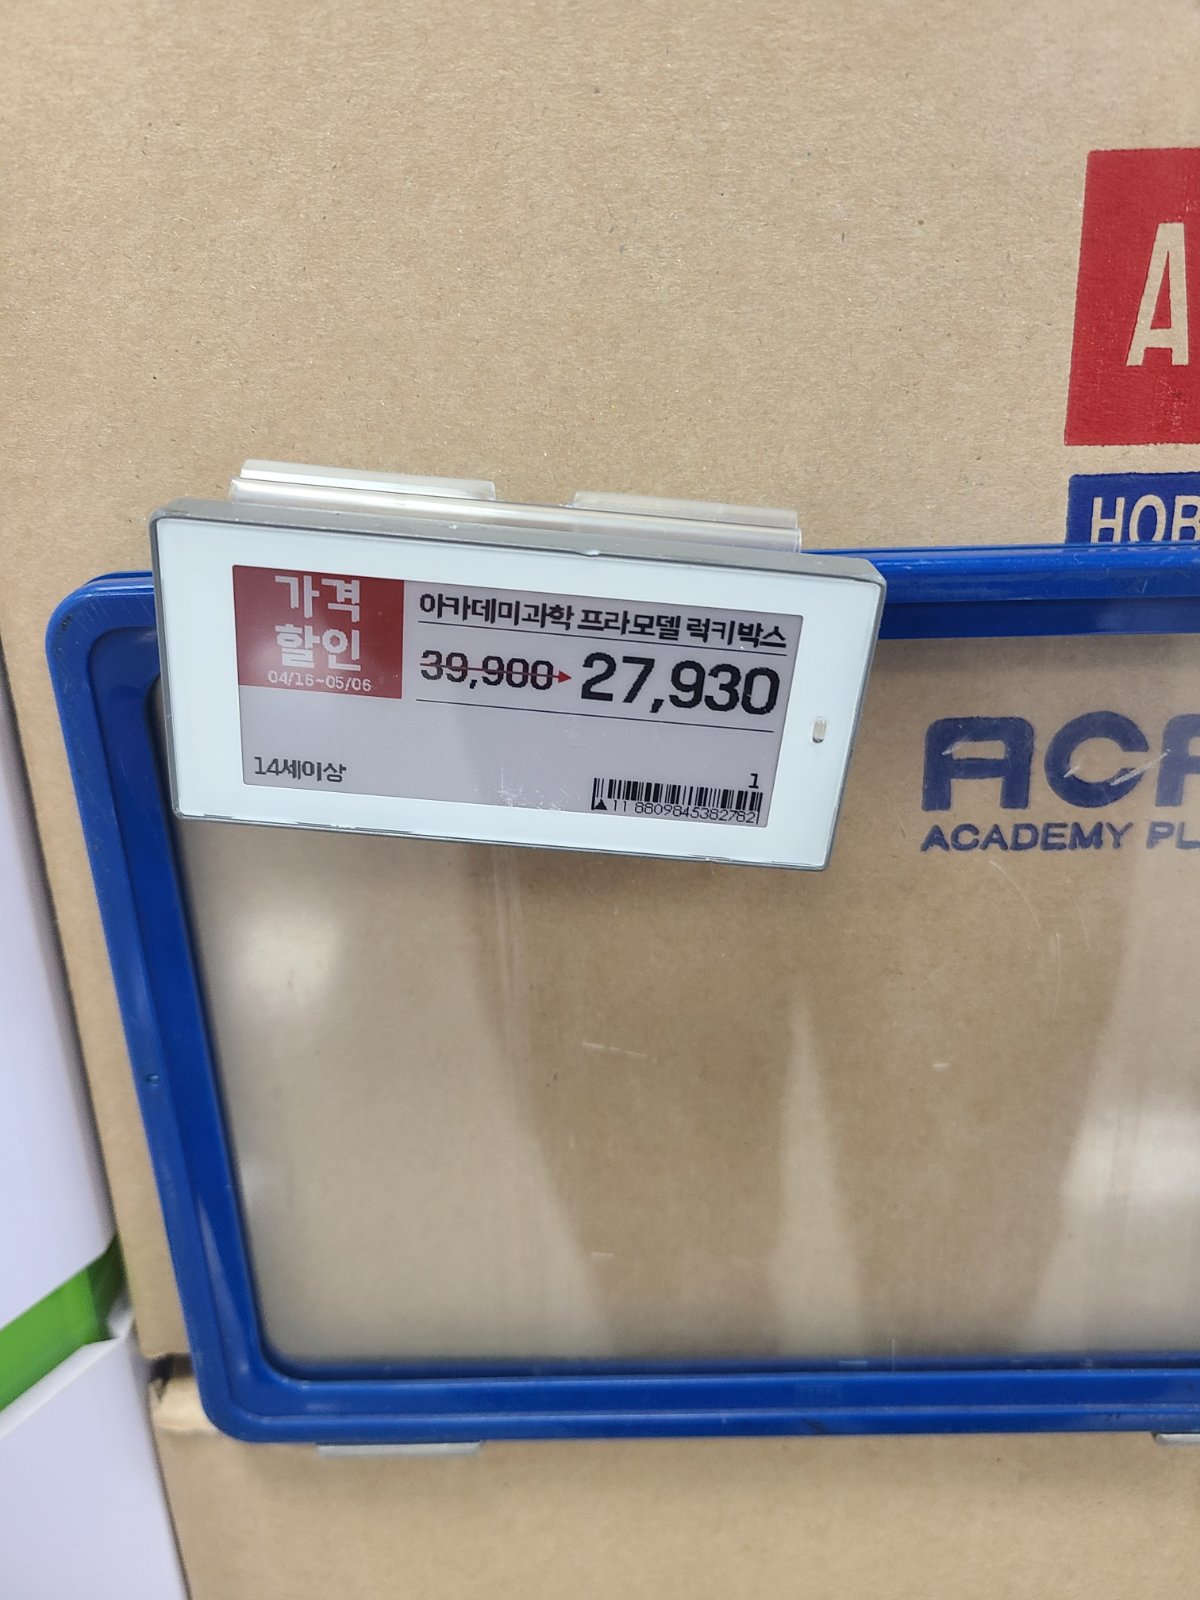 A
HOB
가격
할인
04/16~05/06
아카데미과학 프라모델 럭키박스
39,900 27,930
14세이상
1
11 8809845382782
ACA
ACADEMY PL